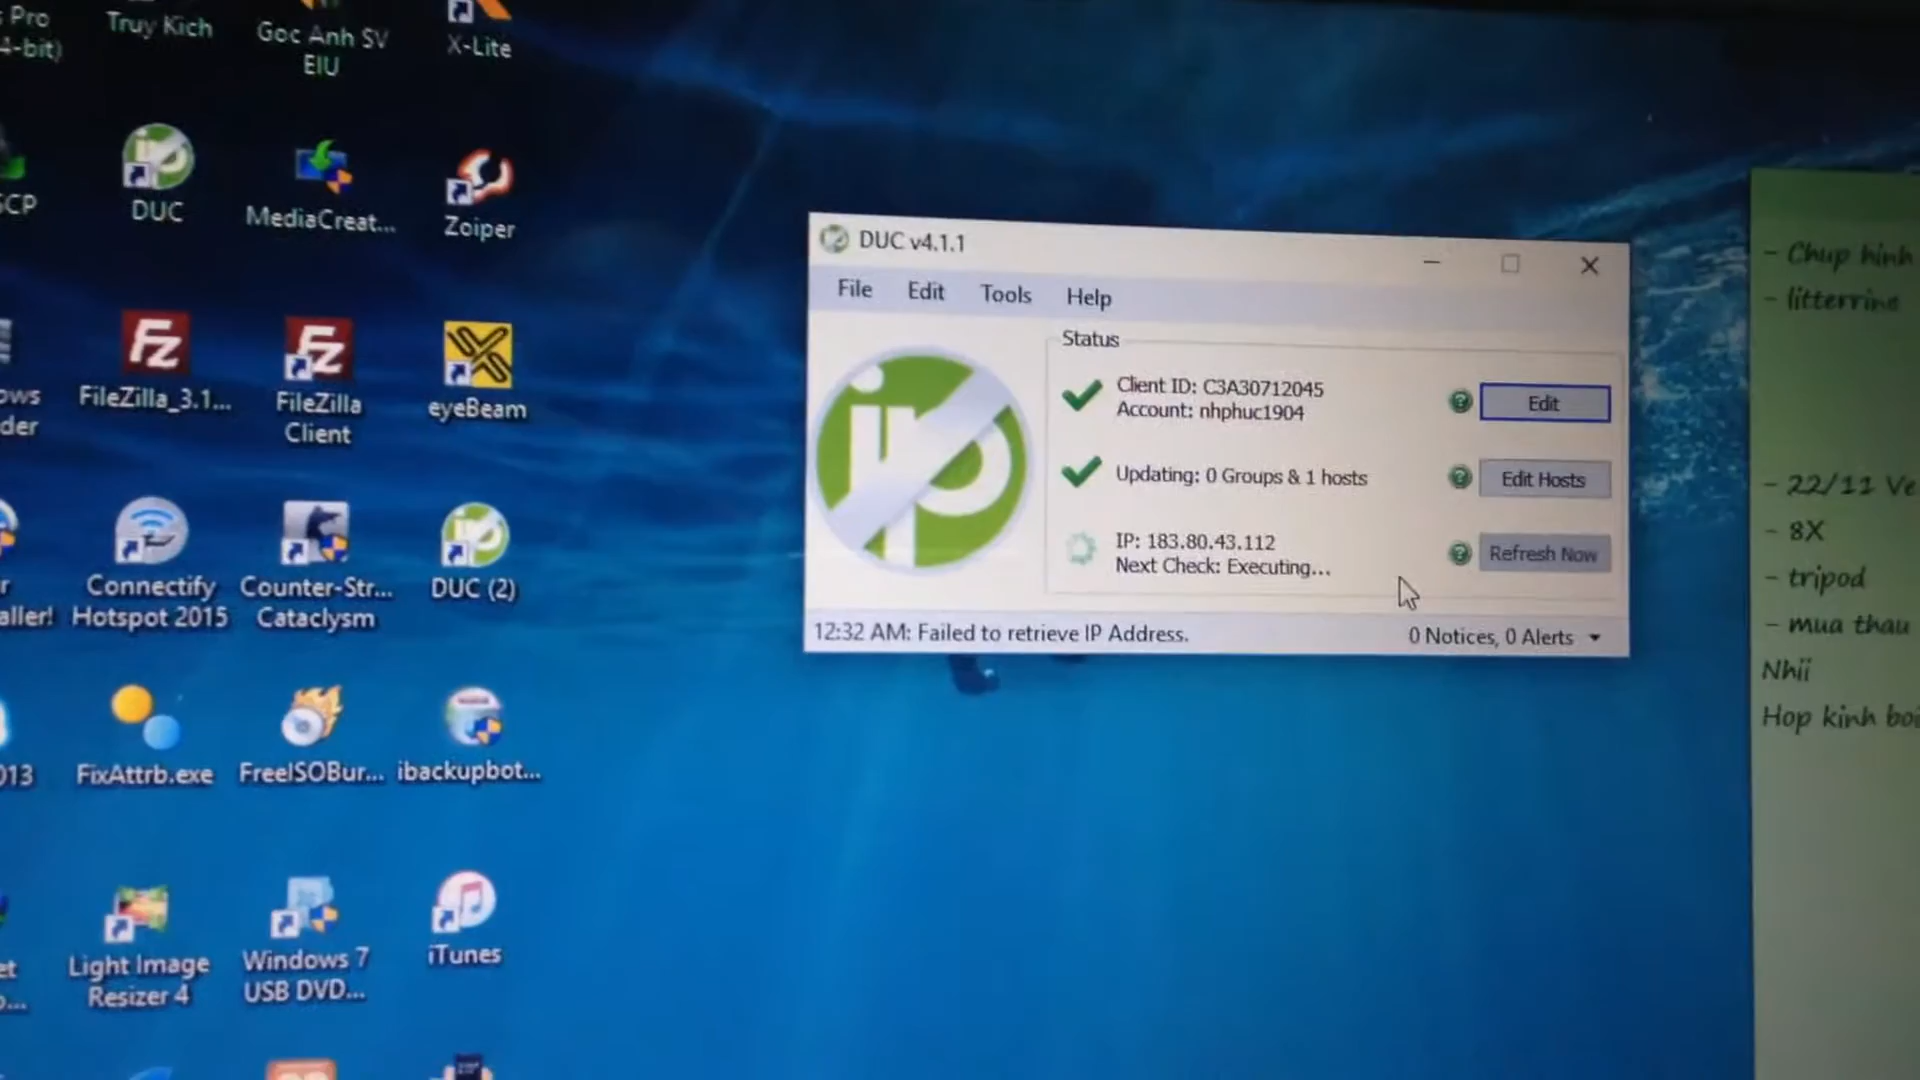 Pro
4-bit)
Truy Kich
Goc Anh SV
EIU
X-Lite
DUC
MediaCreat...
Zoiper
FileZilla_3.1...
FileZilla
Client
eyeBeam
Connectify
Hotspot 2015
Counter-Str...
Cataclysm
DUC (2)
aller!
013
FixAttrb.exe
FreeISOBur...
ibackupbot...
Light Image
Resizer 4
Windows 7
USB DVD...
iTunes
DUC v4.1.1
File Edit Tools Help
Status
ip
Client ID: C3A30712045
Account: nhphuc1904
Edit
Updating: 0 Groups & 1 hosts
Edit Hosts
IP: 183.80.43.112
Next Check: Executing...
Refresh Now
12:32 AM: Failed to retrieve IP Address.
0 Notices, 0 Alerts
- Chup hinh
- litterrine
- 22/11 Ve
- 8X
- tripod
- mua thau
Nhii
Hop kinh boi